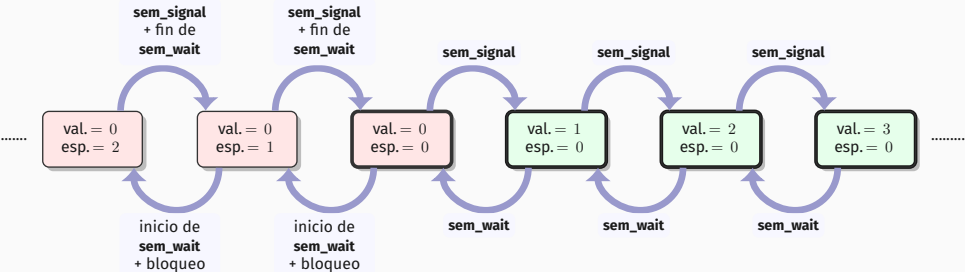 sem_signal
+ fin de
sem_wait
sem_signal
+ fin de
sem_wait
sem_signal
sem_signal
sem_signal
val.= 0
esp.= 2
val.= 0
esp.= 1
val.= 0
esp.= 0
val.= 1
esp.= 0
val.= 2
esp.= 0
val.= 3
esp.= 0
inicio de
sem_wait
+ bloqueo
inicio de
sem_wait
+ bloqueo
sem_wait
sem_wait
sem_wait